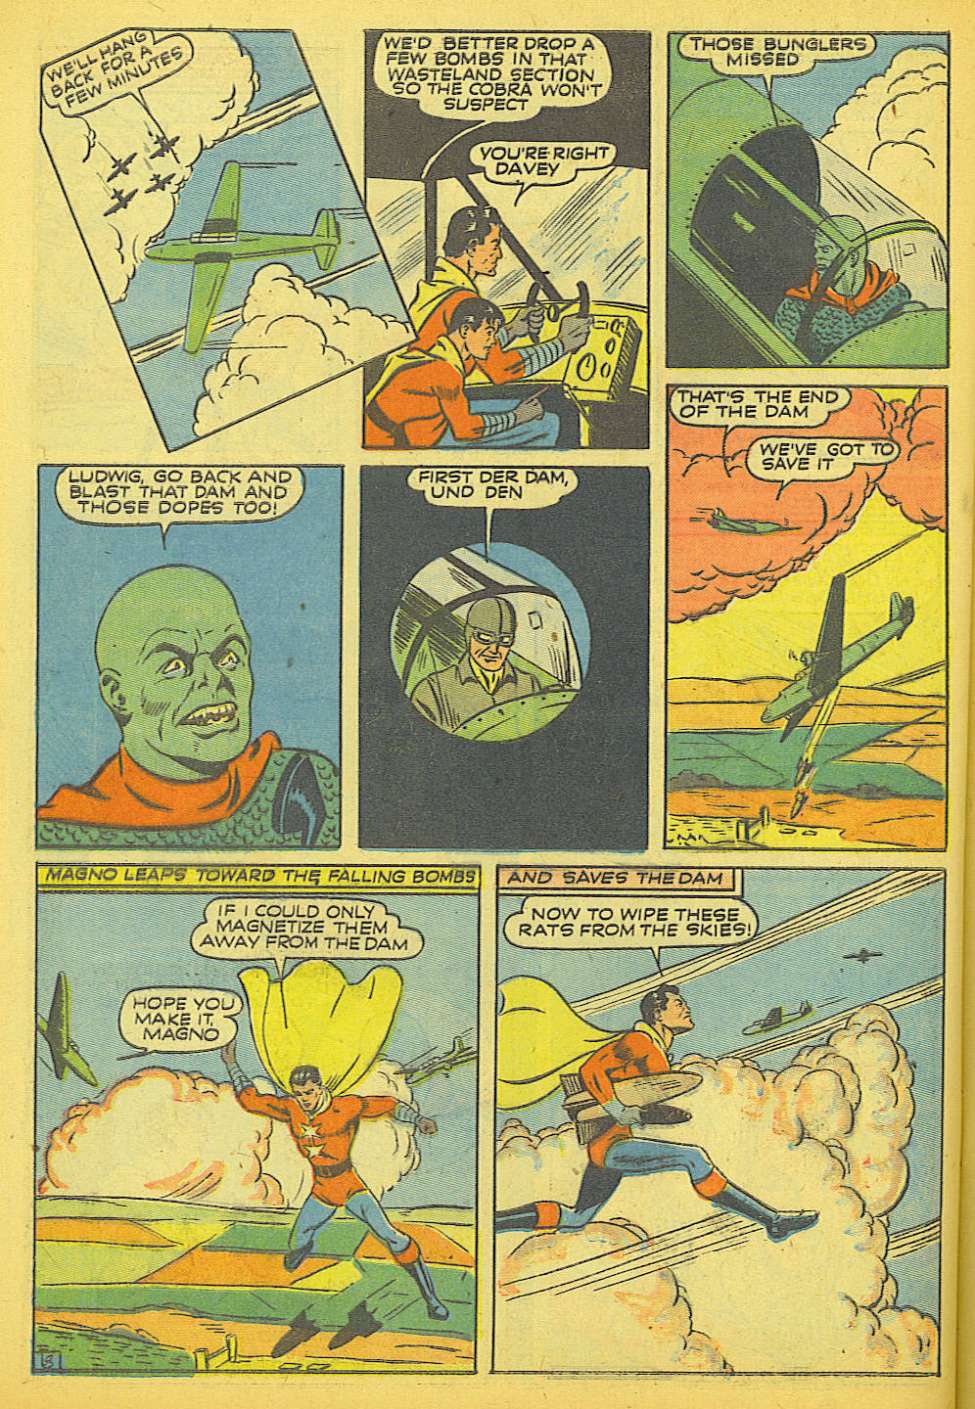 WE'LL HANG
BACK FOR A
FEW MINUTES
WE'D BETTER DROP A
FEW BOMBS IN THAT
WASTELAND SECTION
SO THE COBRA WON'T
SUSPECT
YOU'RE RIGHT
DAVEY
THOSE BUNGLERS
MISSED
LUDWIG, GO BACK AND
BLAST THAT DAM AND
THOSE DOPES TOO!
FIRST DER DAM,
UND DEN
THAT'S THE END
OF THE DAM
WE'VE GOT TO
SAVE IT
MAGNO LEAPS TOWARD THE FALLING BOMBS
IF I COULD ONLY
MAGNETIZE THEM
AWAY FROM THE DAM
HOPE YOU
MAKE IT,
MAGNO
AND SAVES THE DAM
NOW TO WIPE THESE
RATS FROM THE SKIES!